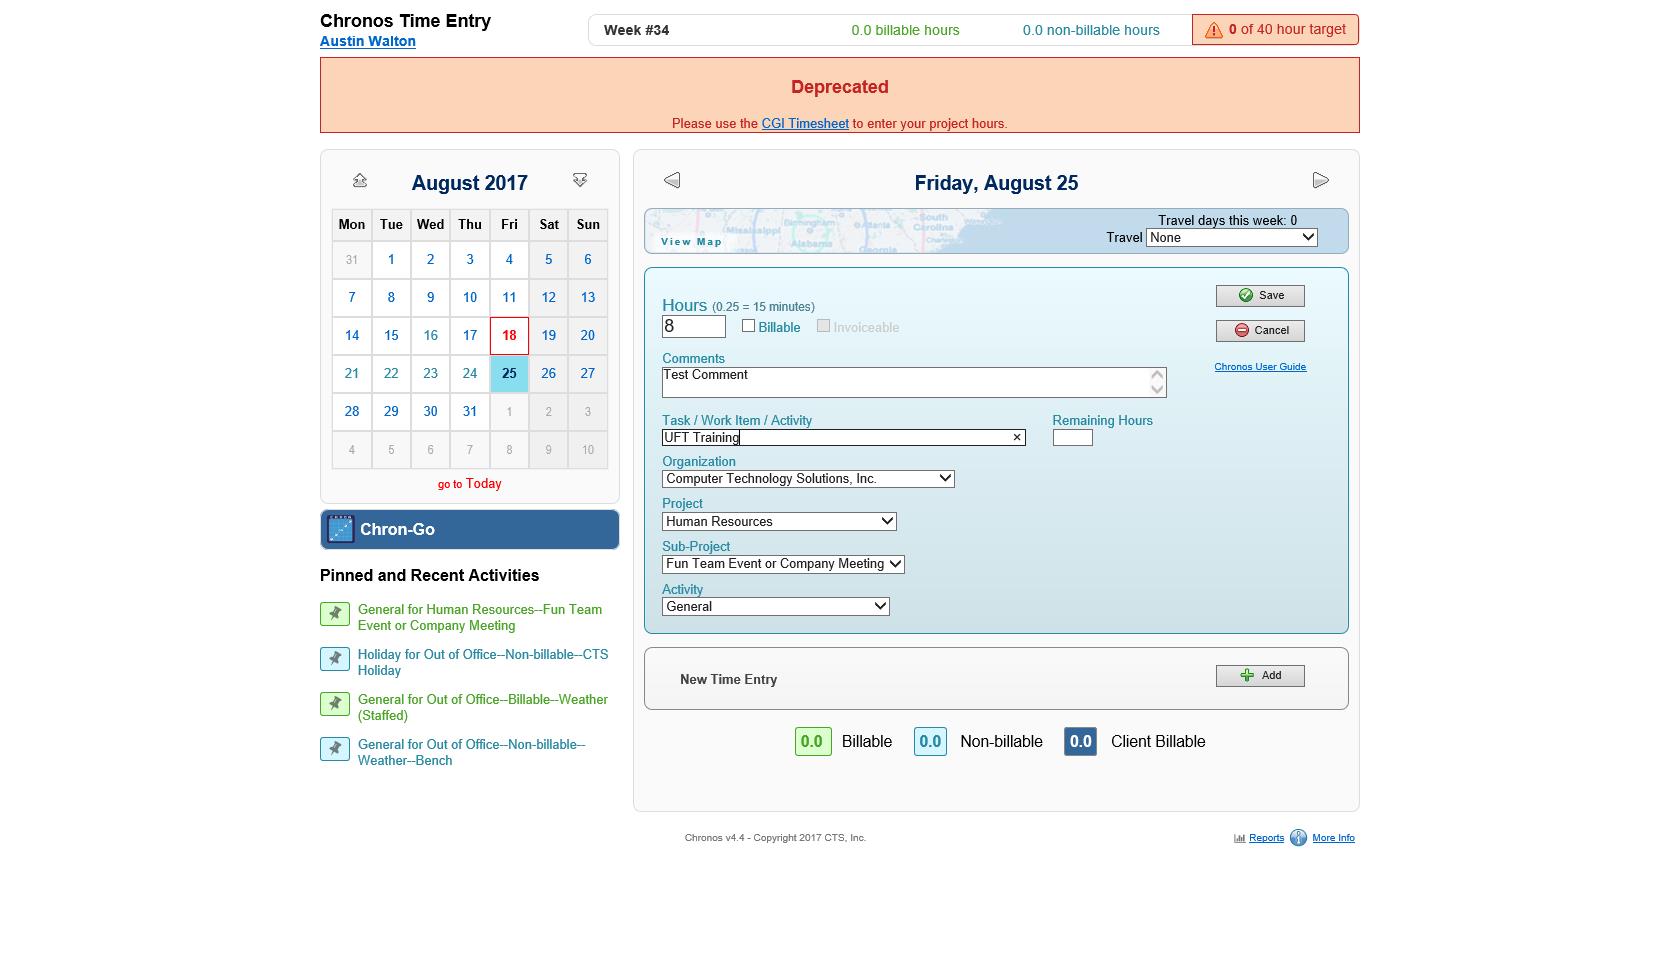 Chronos Time Entry
Austin Walton
Week #34 0.0 billable hours 0.0 non-billable hours 0 of 40 hour target
Deprecated
Please use the CGI Timesheet to enter your project hours.
August 2017
Mon Tue Wed Thu Fri Sat Sun
31 1 2 3 4 5 6
7 8 9 10 11 12 13
14 15 16 17 18 19 20
21 22 23 24 25 26 27
28 29 30 31 1 2 3
4 5 6 7 8 9 10
go to Today
Chron-Go
Pinned and Recent Activities
General for Human Resources--Fun Team
Event or Company Meeting
Holiday for Out of Office--Non-billable--CTS
Holiday
General for Out of Office--Billable--Weather
(Staffed)
General for Out of Office--Non-billable--
Weather--Bench
Friday, August 25
Mississippi Birmingham Alabama Atlanta Georgia South Carolina
View Map
Travel days this week: 0
Travel None
Hours (0.25 = 15 minutes)
8 Billable Invoiceable
Save
Cancel
Chronos User Guide
Comments
Test Comment
Task / Work Item / Activity Remaining Hours
UFT Training ×
Organization
Computer Technology Solutions, Inc.
Project
Human Resources
Sub-Project
Fun Team Event or Company Meeting
Activity
General
New Time Entry Add
0.0 Billable 0.0 Non-billable 0.0 Client Billable
Chronos v4.4 - Copyright 2017 CTS, Inc.
Reports More Info